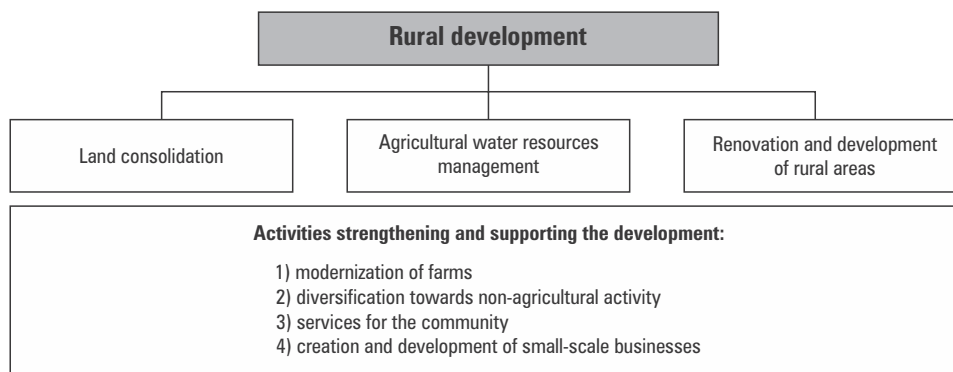 Rural development
Land consolidation
Agricultural water resources
management
Renovation and development
of rural areas
Activities strengthening and supporting the development:
1) modernization of farms
2) diversification towards non-agricultural activity
3) services for the community
4) creation and development of small-scale businesses